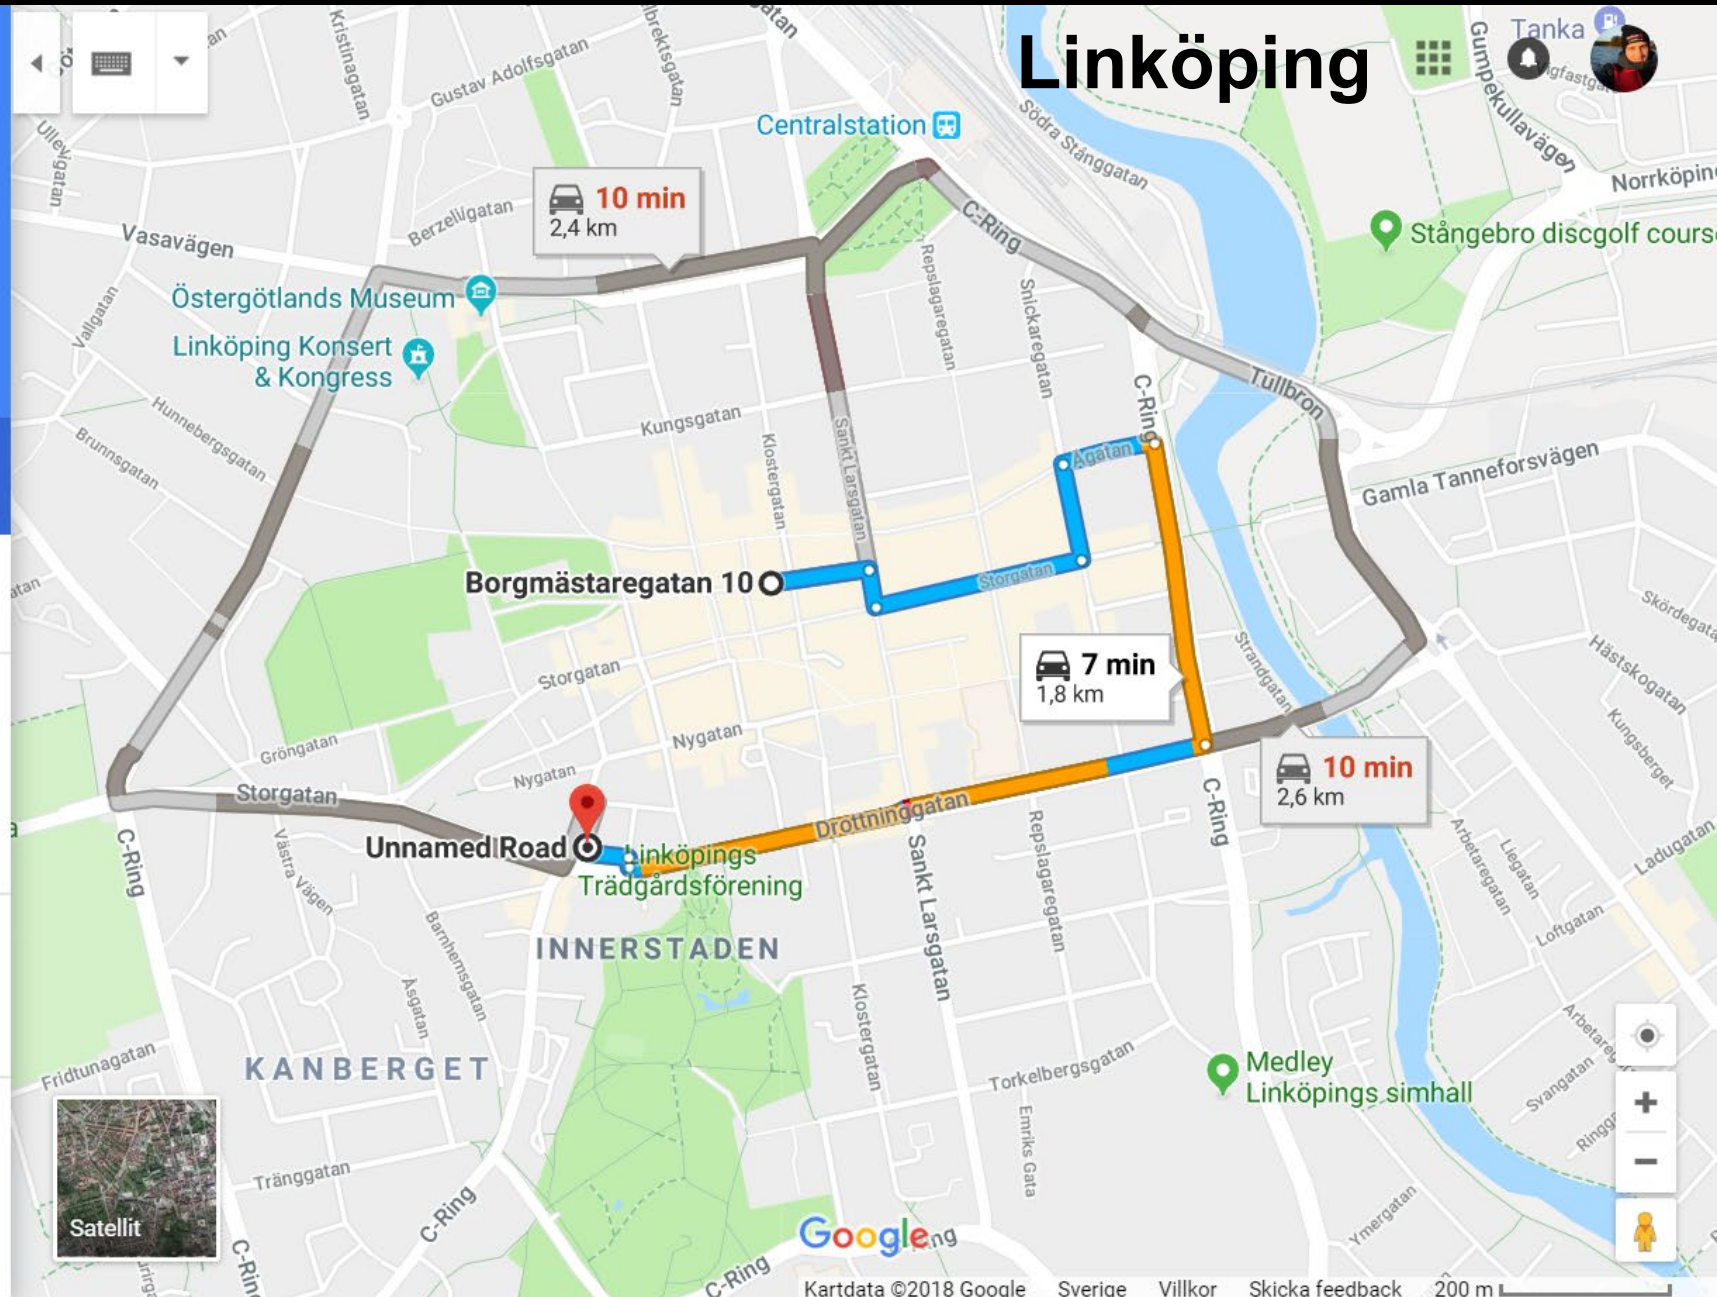 Linköping
Tanka
Kristinagatan
Gustav Adolfsgatan
Gumpekullavägen
Centralstation
Södra Stånggatan
Norrköping
Vasavägen
Berzeliigatan
10 min
2,4 km
C-Ring
Stångebro discgolf course
Repslagaregatan
Snickaregatan
Östergötlands Museum
Linköping Konsert
& Kongress
Vallgatan
Hunnebergsgatan
Brunnsgatan
Kungsgatan
Klostergatan
Sankt Larsgatan
C-Ring
Tullbron
Ågatan
Gamla Tanneforsvägen
Borgmästaregatan 10
Storgatan
Strandgatan
Skördegata
Hästskogatan
Kungsberget
Storgatan
7 min
1,8 km
Gröngatan
Nygatan
Nygatan
Storgatan
10 min
2,6 km
C-Ring
C-Ring
Drottninggatan
Unnamed Road
Linköpings
Trädgårdsförening
Västra Vägen
Barnhemsgatan
Sankt Larsgatan
Repslagaregatan
Arbetaregatan
Liegatan
Ladugatan
Loftgatan
INNERSTADEN
Åsgatan
Klostergatan
KANBERGET
Fridtunagatan
Torkelbergsgatan
Medley
Linköpings simhall
Svangatan
Emriks Gata
Tränggatan
Ymergatan
C-Ring
C-Ring
Satellit
Google
Kartdata ©2018 Google Sverige Villkor Skicka feedback 200 m